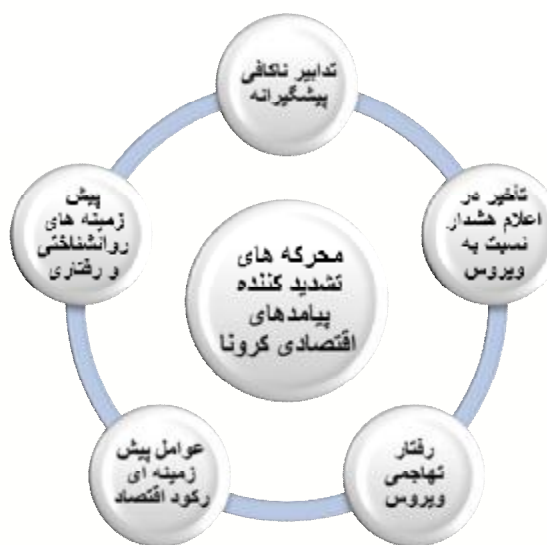 تدابیر ناکافی
پیشگیرانه
تأخیر در
اعلام هشدار
نسبت به
ویروس
رفتار
تهاجمی
ویروس
عوامل پیش
زمینه ای
رکود اقتصاد
پیش
زمینه های
روانشناختی
و رفتاری
محرکه های
تشدید کننده
پیامدهای
اقتصادی کرونا